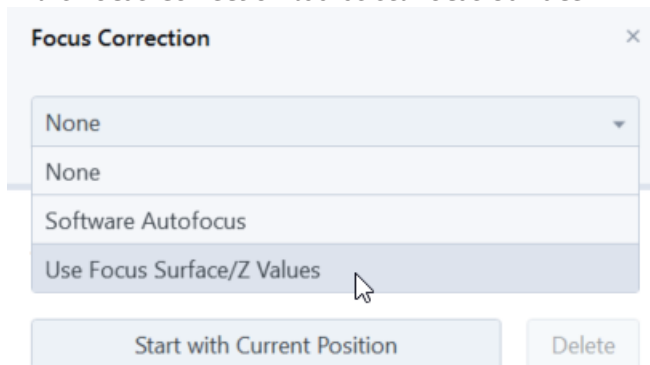 Focus Correction
None
None
Software Autofocus
Use Focus Surface/Z Values
Start with Current Position
Delete